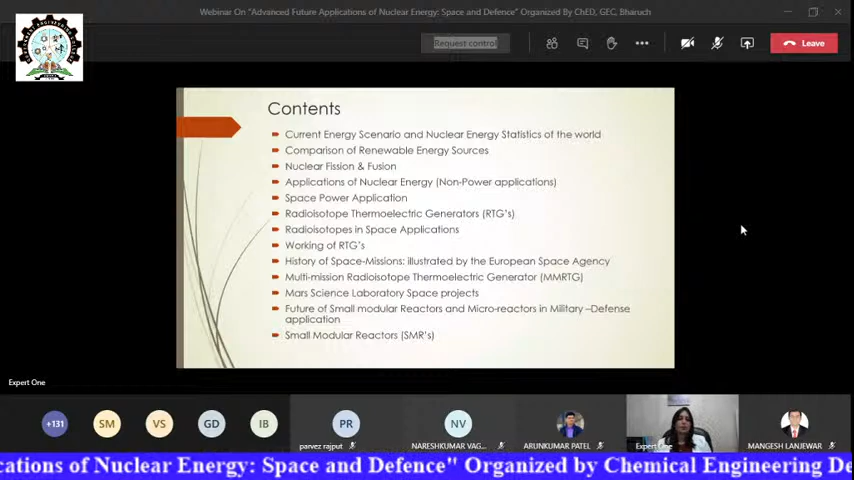 Webinar On "Advanced Future Applications of Nuclear Energy: Space and Defence" Organized By ChED, GEC, Bharuch
Request control
Leave
Contents
Current Energy Scenario and Nuclear Energy Statistics of the world
Comparison of Renewable Energy Sources
Nuclear Fission & Fusion
Applications of Nuclear Energy (Non-Power applications)
Space Power Application
Radioisotope Thermoelectric Generators (RTG's)
Radioisotopes in Space Applications
Working of RTG's
History of Space-Missions: illustrated by the European Space Agency
Multi-mission Radioisotope Thermoelectric Generator (MMRTG)
Mars Science Laboratory Space projects
Future of Small modular Reactors and Micro-reactors in Military –Defense
application
Small Modular Reactors (SMR's)
Expert One
+131
SM
VS
GD
IB
PR
NV
parvez rajput
NARESHKUMAR VAG...
ARUNKUMAR PATEL
Expert One
MANGESH LANJEWAR
cations of Nuclear Energy: Space and Defence" Organized by Chemical Engineering De